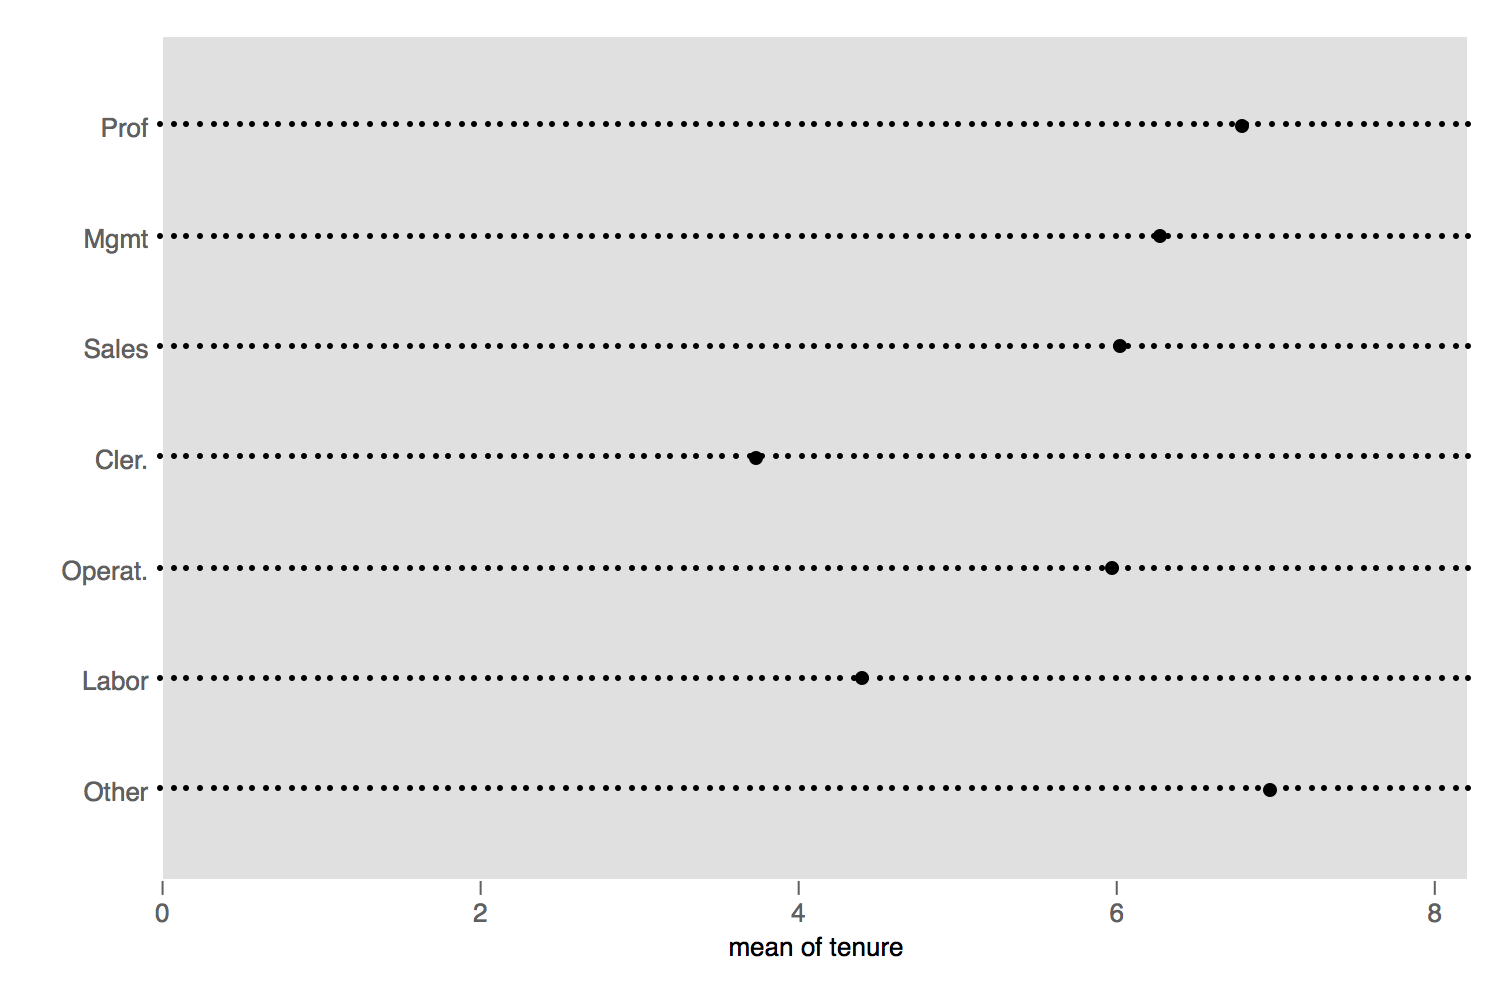 Prof
Mgmt
Sales
Cler.
Operat.
Labor
Other
0 2 4 6 8
mean of tenure